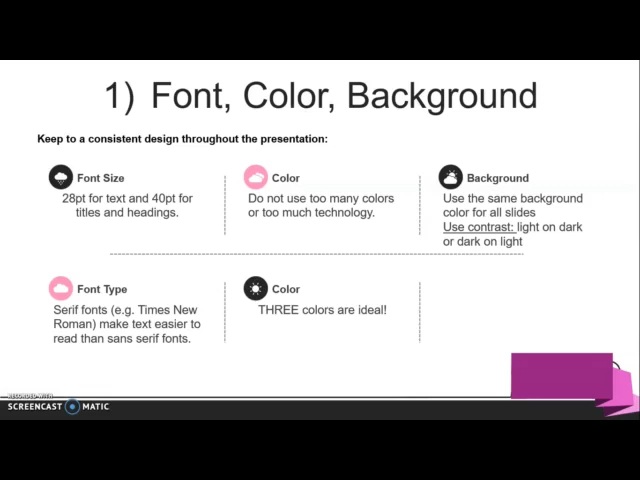 1) Font, Color, Background
Keep to a consistent design throughout the presentation:
Font Size
28pt for text and 40pt for
titles and headings.
Color
Do not use too many colors
or too much technology.
Background
Use the same background
color for all slides
Use contrast: light on dark
or dark on light
Font Type
Serif fonts (e.g. Times New
Roman) make text easier to
read than sans serif fonts.
Color
THREE colors are ideal!
RECORDED WITH
SCREENCAST MATIC